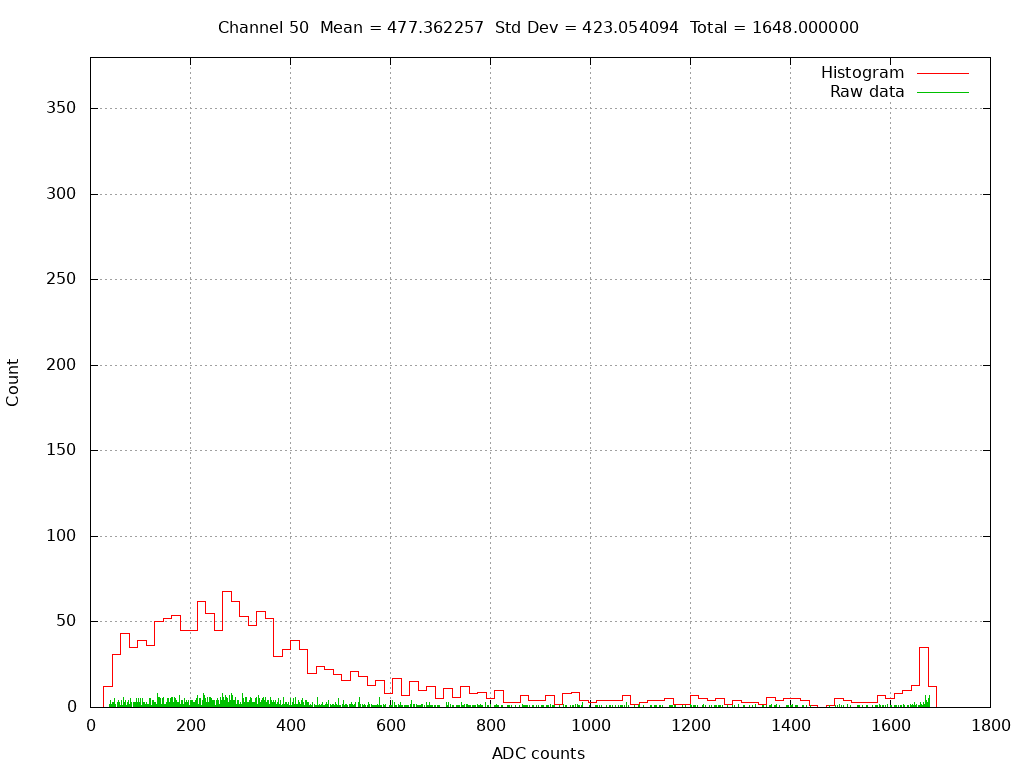 Channel 50  Mean = 477.362257  Std Dev = 423.054094  Total = 1648.000000
Histogram
Raw data
350
300
250
200
150
100
50
0
Count
0 200 400 600 800 1000 1200 1400 1600 1800
ADC counts